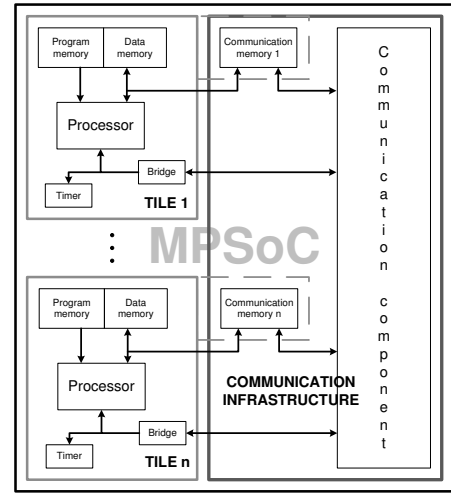 Program
memory
Data
memory
Communication
memory 1
Processor
Bridge
Timer
TILE 1
MPSoC
Program
memory
Data
memory
Communication
memory n
Processor
COMMUNICATION
INFRASTRUCTURE
Bridge
Timer
TILE n
C
o
m
m
u
n
i
c
a
t
i
o
n
c
o
m
p
o
n
e
n
t